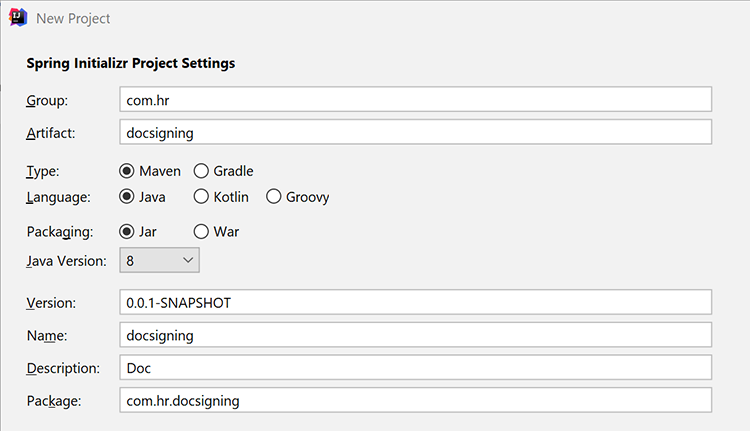 New Project
Spring Initializr Project Settings
Group: com.hr
Artifact: docsigning
Type: Maven Gradle
Language: Java Kotlin Groovy
Packaging: Jar War
Java Version: 8
Version: 0.0.1-SNAPSHOT
Name: docsigning
Description: Doc
Package: com.hr.docsigning